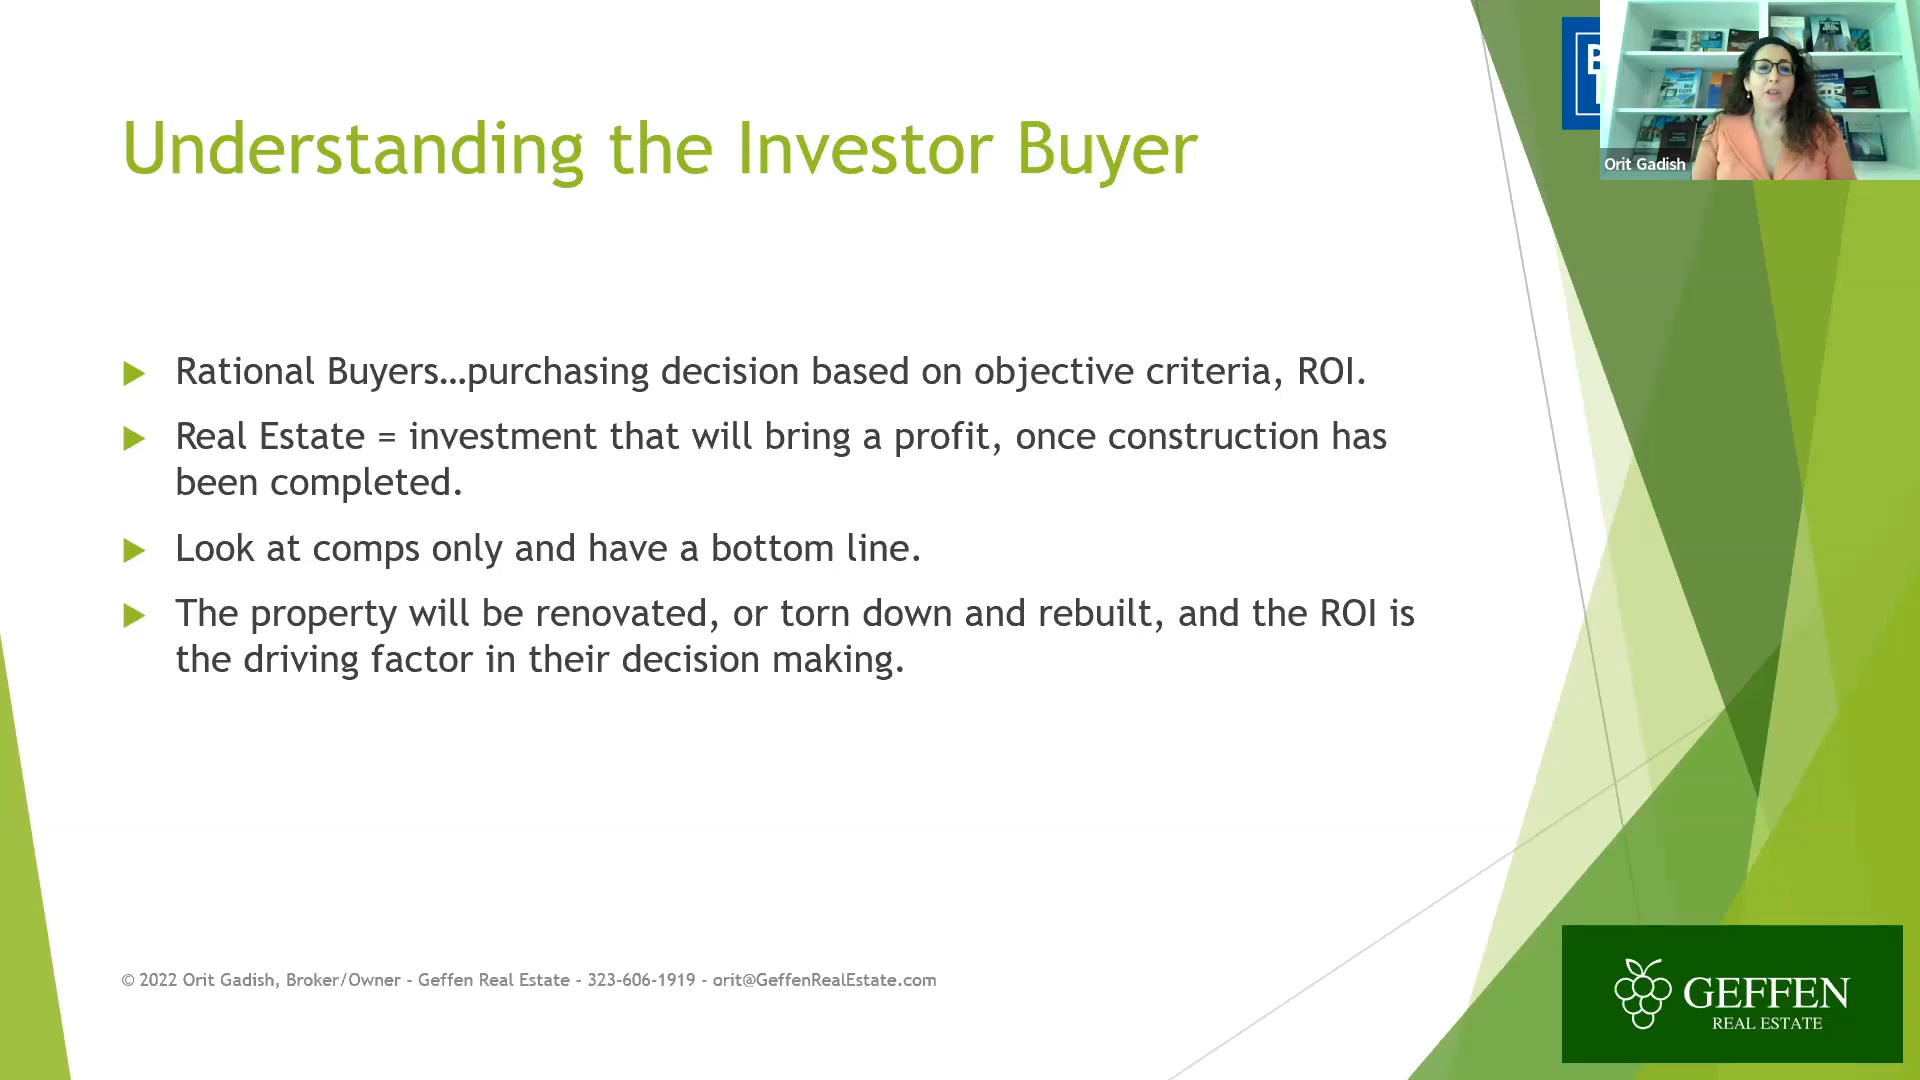 Understanding the Investor Buyer
Orit Gadish
Rational Buyers...purchasing decision based on objective criteria, ROI.
Real Estate = investment that will bring a profit, once construction has
been completed.
Look at comps only and have a bottom line.
The property will be renovated, or torn down and rebuilt, and the ROI is
the driving factor in their decision making.
© 2022 Orit Gadish, Broker/Owner - Geffen Real Estate - 323-606-1919 - orit@GeffenRealEstate.com
GEFFEN
REAL ESTATE